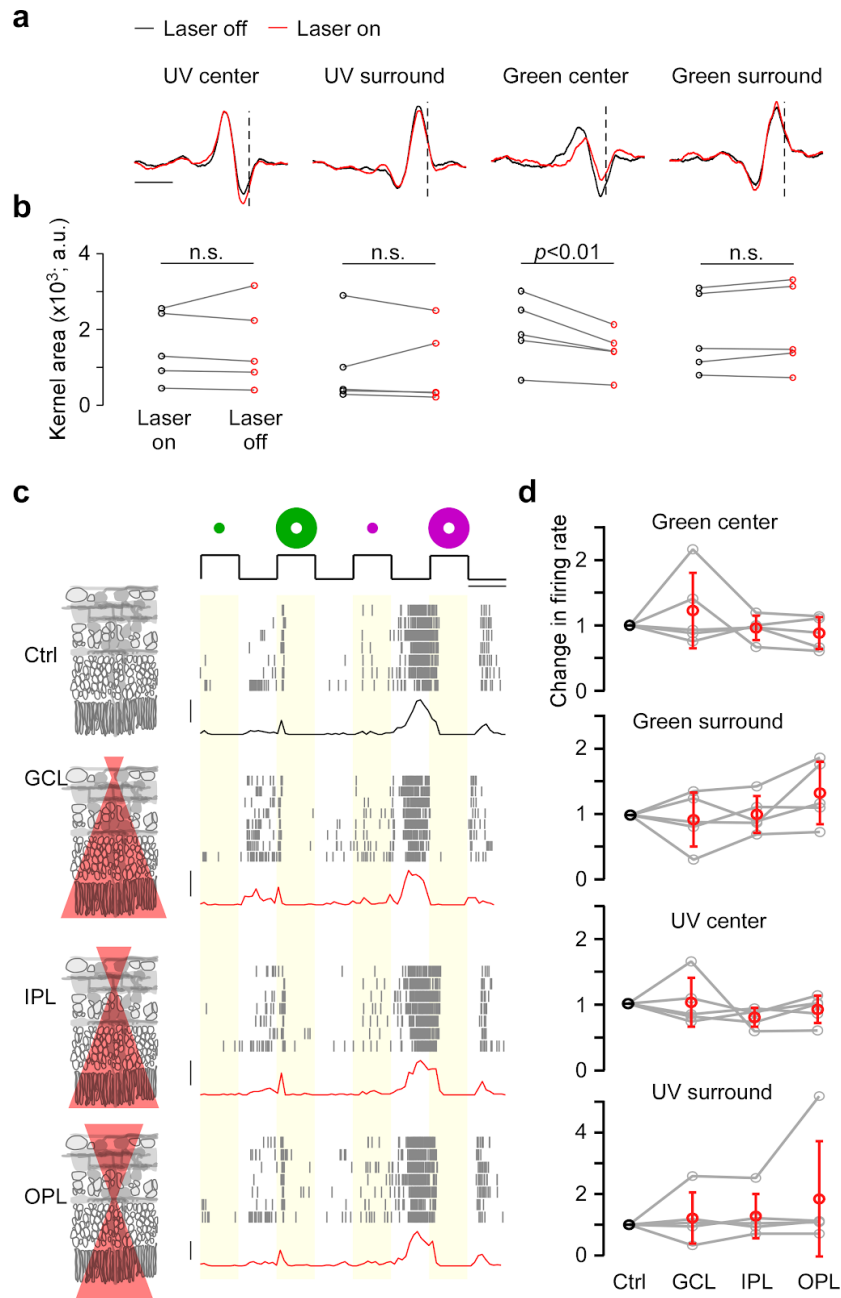 a
Laser off Laser on
UV center UV surround Green center Green surround
b
Kernel area (x10³; a.u.)
4
2
0
n.s. n.s. p<0.01 n.s.
Laser on Laser off
c
Ctrl
GCL
IPL
OPL
d
Change in firing rate
Green center
2
1
0
Green surround
2
1
0
UV center
2
1
0
UV surround
4
2
0
Ctrl GCL IPL OPL